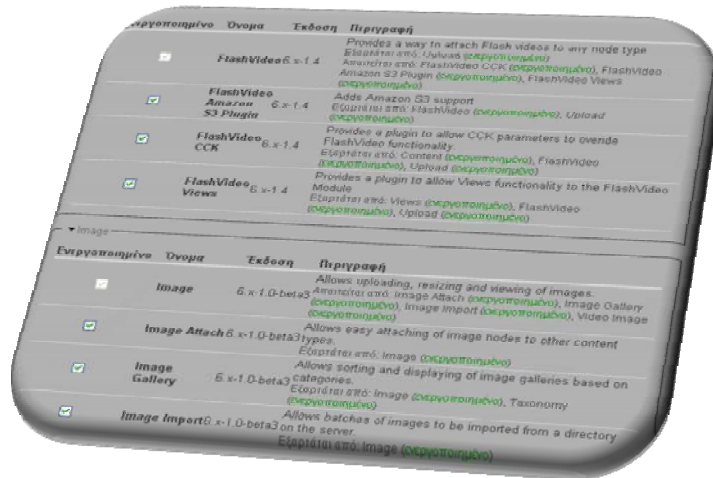 Ενεργοποιημένο Όνομα Έκδοση Περιγραφή
FlashVideo 6.x-1.4 Provides a way to attach Flash videos to any node type
Εξαρτάται από: Upload (ενεργοποιημένο)
Απαιτείται από: FlashVideo CCK (ενεργοποιημένο), FlashVideo
Amazon S3 Plugin (ενεργοποιημένο), FlashVideo Views
(ενεργοποιημένο)
FlashVideo
Amazon
S3 Plugin
6.x-1.4
Adds Amazon S3 support
Εξαρτάται από: FlashVideo (ενεργοποιημένο), Upload
(ενεργοποιημένο)
FlashVideo
CCK
6.x-1.4
Provides a plugin to allow CCK parameters to overide
FlashVideo functionality.
Εξαρτάται από: Content (ενεργοποιημένο), FlashVideo
(ενεργοποιημένο), Upload (ενεργοποιημένο)
FlashVideo
Views
6.x-1.4
Provides a plugin to allow Views functionality to the FlashVideo
Module
Εξαρτάται από: Views (ενεργοποιημένο), FlashVideo
(ενεργοποιημένο), Upload (ενεργοποιημένο)
Image
Ενεργοποιημένο Όνομα Έκδοση Περιγραφή
Image 6.x-1.0-beta3 Allows uploading, resizing and viewing of images.
Απαιτείται από: Image Attach (ενεργοποιημένο), Image Gallery
(ενεργοποιημένο), Image Import (ενεργοποιημένο), Video Image
(ενεργοποιημένο)
Image Attach 6.x-1.0-beta3 Allows easy attaching of image nodes to other content
types.
Εξαρτάται από: Image (ενεργοποιημένο)
Image
Gallery
6.x-1.0-beta3
Allows sorting and displaying of image galleries based on
categories.
Εξαρτάται από: Image (ενεργοποιημένο), Taxonomy
(ενεργοποιημένο)
Image Import 6.x-1.0-beta3 Allows batches of images to be imported from a directory
on the server.
Εξαρτάται από: Image (ενεργοποιημένο)